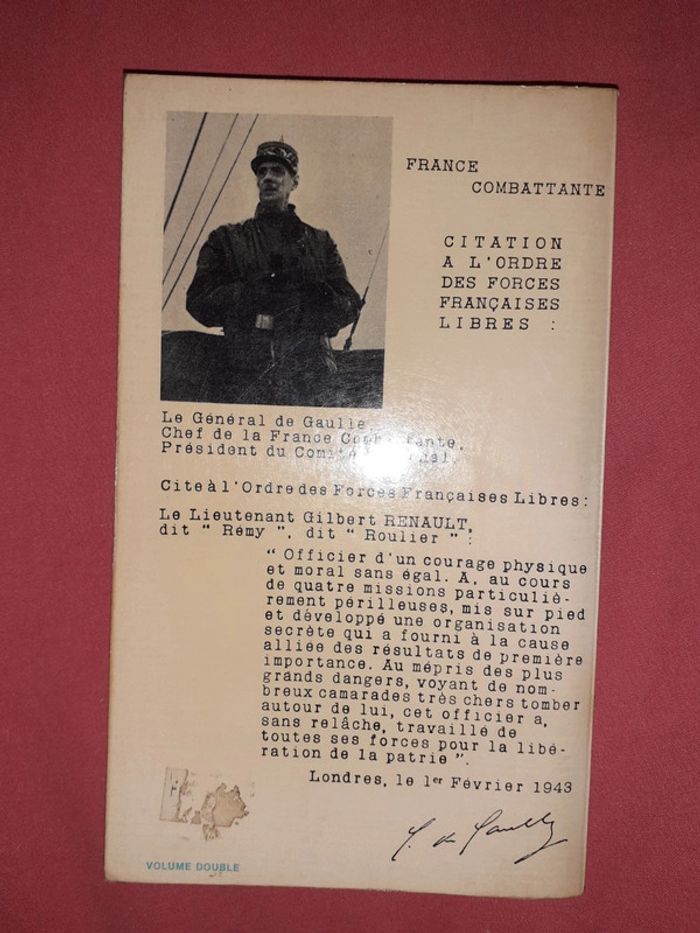 FRANCE
COMBATTANTE
CITATION
A L'ORDRE
DES FORCES
FRANÇAISES
LIBRES :
Le Général de Gaulle,
Chef de la France
Président du
Cite à l'Ordre des Forces Françaises Libres :
Le Lieutenant Gilbert RENAULT,
dit " Rémy ", dit " Roulier " :
" Officier d'un courage physique
et moral sans égal. A, au cours
de quatre missions particuliè-
rement périlleuses, mis sur pied
et développé une organisation
secrète qui a fourni à la cause
alliee des résultats de première
importance. Au mépris des plus
grands dangers, voyant de nom-
breux camarades très chers tomber
autour de lui, cet officier a,
sans relâche, travaillé de
toutes ses forces pour la libé-
ration de la patrie ".
Londres, le 1er Février 1943
C. de Gaulle
VOLUME DOUBLE